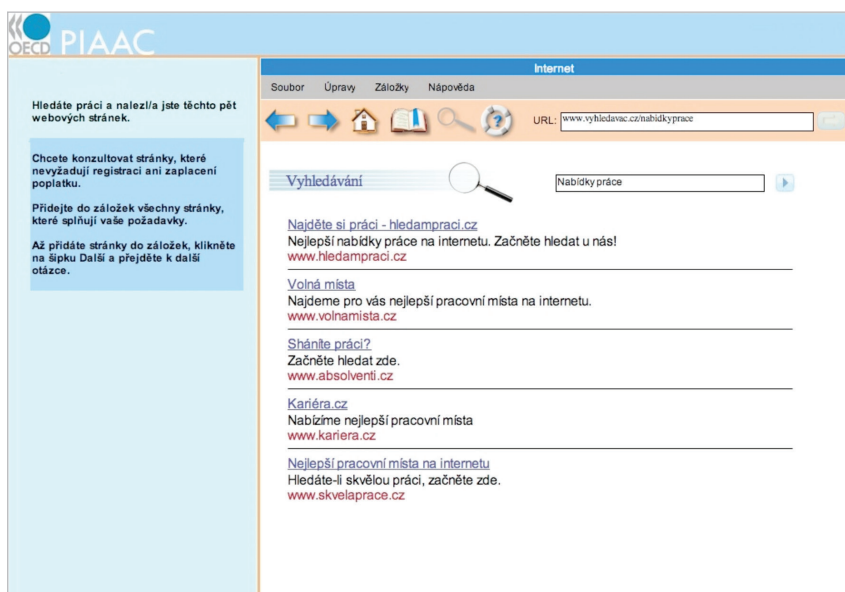 OECD PIAAC
Internet
Soubor Úpravy Záložky Nápověda
URL: www.vyhledavac.cz/nabidkyprace
Hledáte práci a nalezl/a jste těchto pět
webových stránek.
Chcete konzultovat stránky, které
nevyžadují registraci ani zaplacení
poplatku.
Přidejte do záložek všechny stránky,
které splňují vaše požadavky.
Až přidáte stránky do záložek, klikněte
na šipku Další a přejděte k další
otázce.
Vyhledávání
Nabídky práce
Najděte si práci - hledampraci.cz
Nejlepší nabídky práce na internetu. Začněte hledat u nás!
www.hledampraci.cz
Volná místa
Najdeme pro vás nejlepší pracovní místa na internetu.
www.volnamista.cz
Sháníte práci?
Začněte hledat zde.
www.absolventi.cz
Kariéra.cz
Nabízíme nejlepší pracovní místa
www.kariera.cz
Nejlepší pracovní místa na internetu
Hledáte-li skvělou práci, začněte zde.
www.skvelaprace.cz